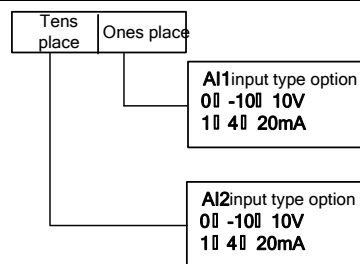 Tens place
Ones place
AI1input type option
0▯ -10▯ 10V
1▯ 4▯ 20mA
AI2input type option
0▯ -10▯ 10V
1▯ 4▯ 20mA